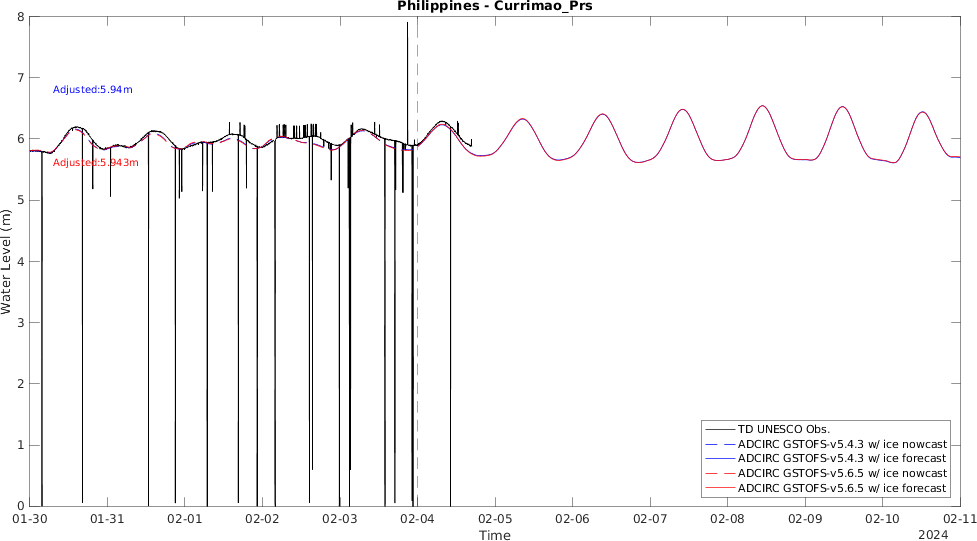 Philippines - Currimao_Prs
8
7
6
5
4
3
2
1
0
Water Level (m)
Adjusted:5.94m
Adjusted:5.943m
TD UNESCO Obs.
ADCIRC GSTOFS-v5.4.3 w/ ice nowcast
ADCIRC GSTOFS-v5.4.3 w/ ice forecast
ADCIRC GSTOFS-v5.6.5 w/ ice nowcast
ADCIRC GSTOFS-v5.6.5 w/ ice forecast
01-30 01-31 02-01 02-02 02-03 02-04 02-05 02-06 02-07 02-08 02-09 02-10 02-11
Time
2024